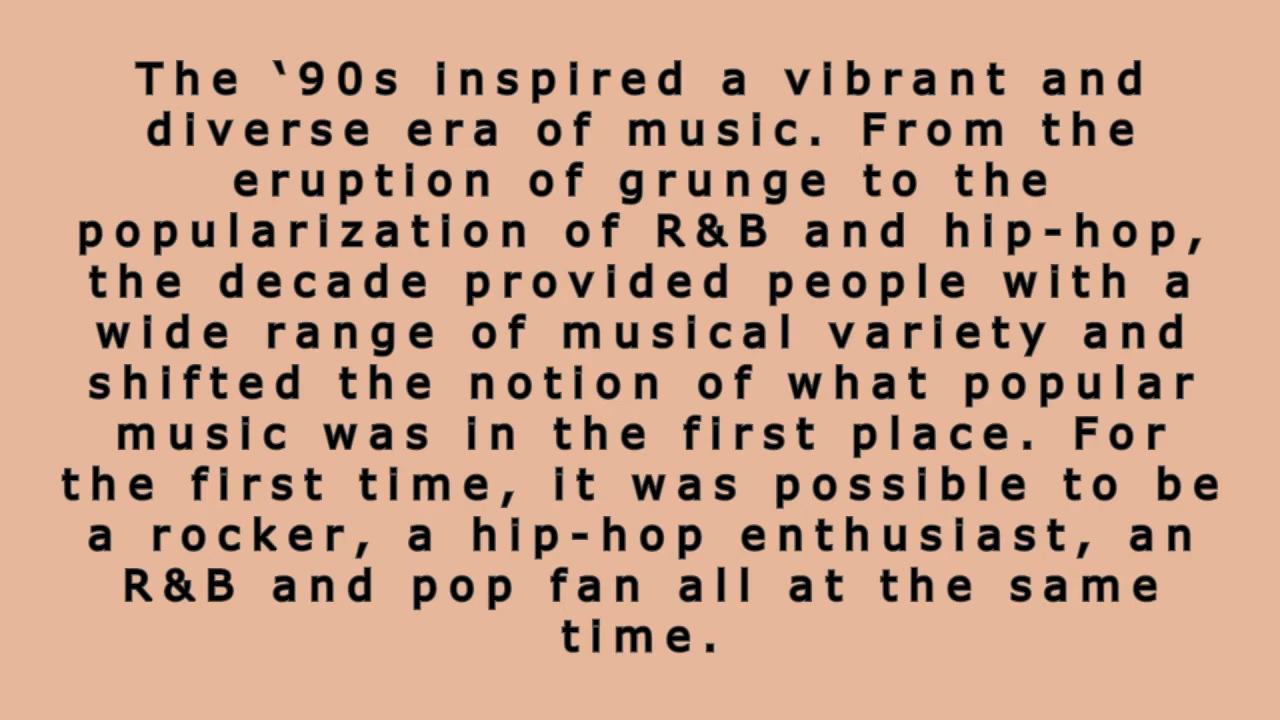 The ‘90s inspired a vibrant and
diverse era of music. From the
eruption of grunge to the
popularization of R&B and hip-hop,
the decade provided people with a
wide range of musical variety and
shifted the notion of what popular
music was in the first place. For
the first time, it was possible to be
a rocker, a hip-hop enthusiast, an
R&B and pop fan all at the same
time.